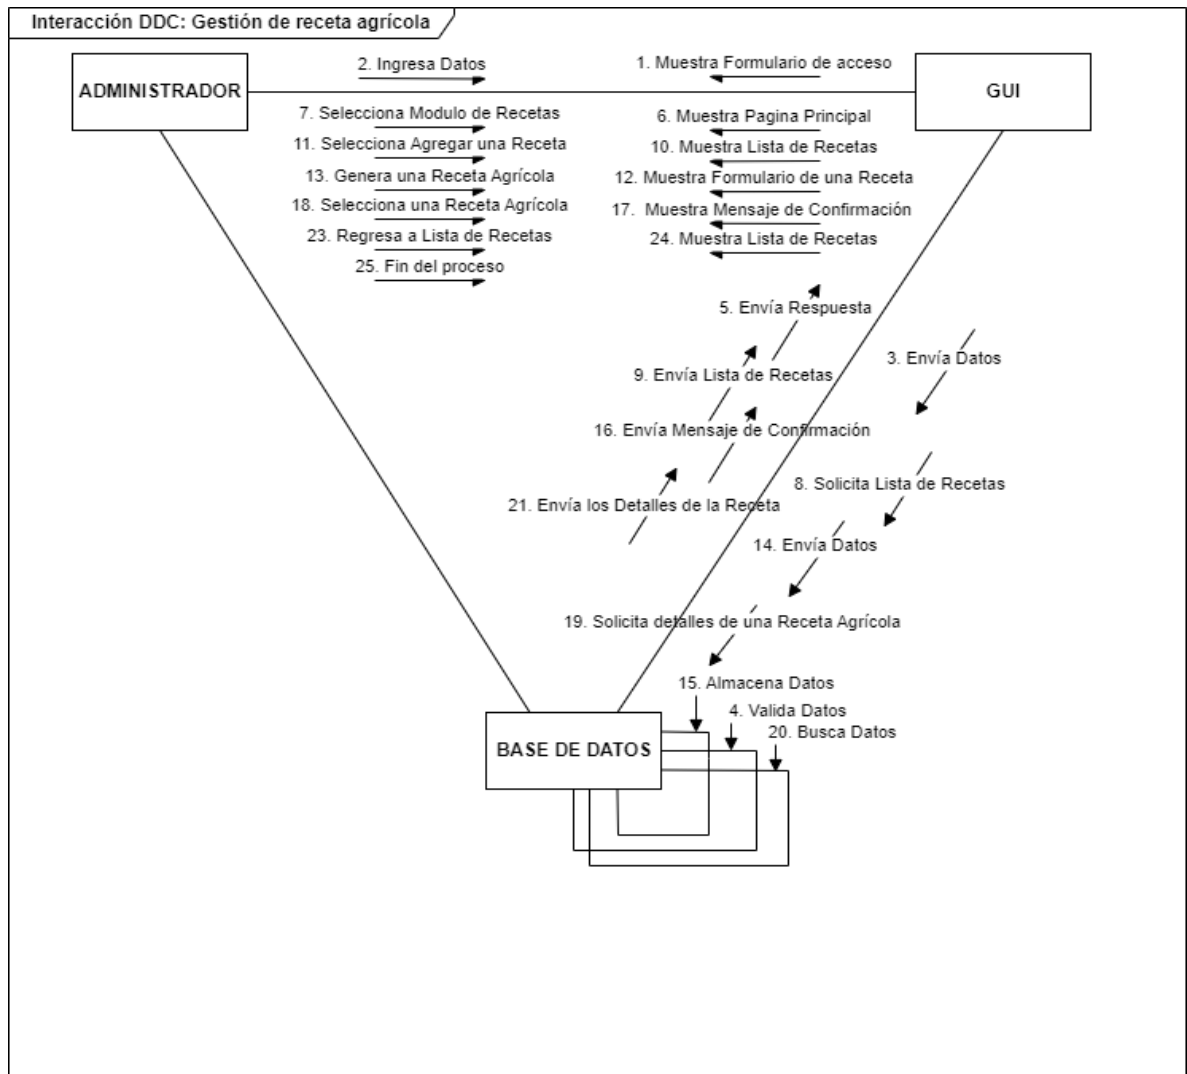 Interacción DDC: Gestión de receta agrícola
ADMINISTRADOR
2. Ingresa Datos
1. Muestra Formulario de acceso
GUI
7. Selecciona Modulo de Recetas
6. Muestra Pagina Principal
11. Selecciona Agregar una Receta
10. Muestra Lista de Recetas
13. Genera una Receta Agrícola
12. Muestra Formulario de una Receta
18. Selecciona una Receta Agrícola
17. Muestra Mensaje de Confirmación
23. Regresa a Lista de Recetas
24. Muestra Lista de Recetas
25. Fin del proceso
5. Envía Respuesta
3. Envía Datos
9. Envía Lista de Recetas
16. Envía Mensaje de Confirmación
8. Solicita Lista de Recetas
21. Envía los Detalles de la Receta
14. Envía Datos
19. Solicita detalles de una Receta Agrícola
15. Almacena Datos
4. Valida Datos
20. Busca Datos
BASE DE DATOS